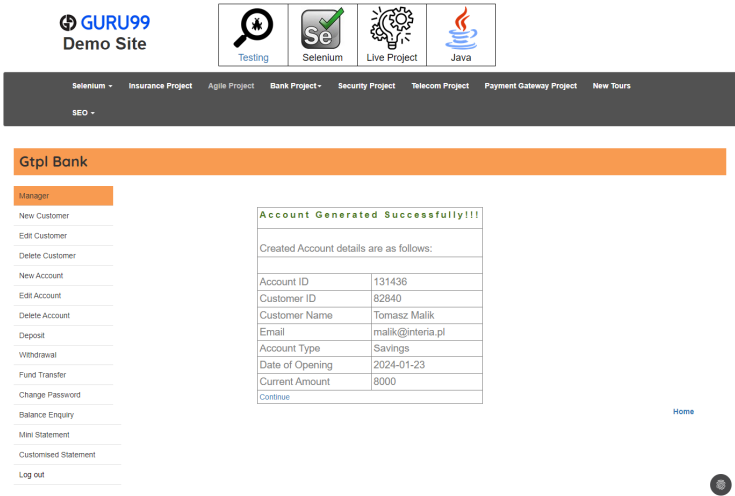 GURU99
Demo Site
Testing
Selenium
Live Project
Java
Se
Selenium
Insurance Project
Agile Project
Bank Project
Security Project
Telecom Project
Payment Gateway Project
New Tours
SEO
Gtpl Bank
Manager
New Customer
Edit Customer
Delete Customer
New Account
Edit Account
Delete Account
Deposit
Withdrawal
Fund Transfer
Change Password
Balance Enquiry
Mini Statement
Customised Statement
Log out
Account Generated Successfully!!!
Created Account details are as follows:
Account ID 131436
Customer ID 82840
Customer Name Tomasz Malik
Email malik@interia.pl
Account Type Savings
Date of Opening 2024-01-23
Current Amount 8000
Continue
Home